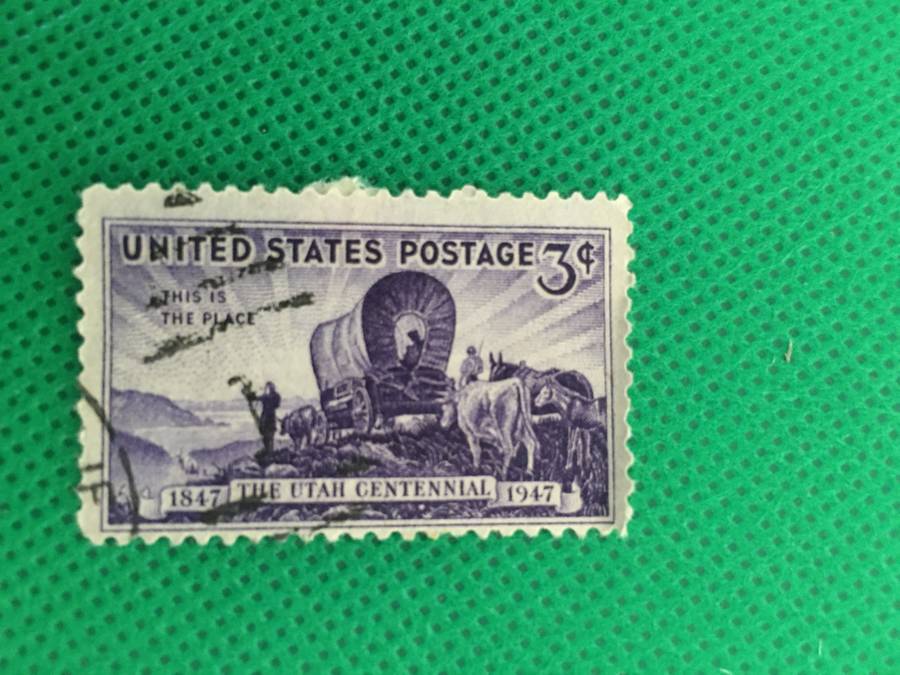 UNITED STATES POSTAGE 3¢
THIS IS
THE PLACE
1847 THE UTAH CENTENNIAL 1947